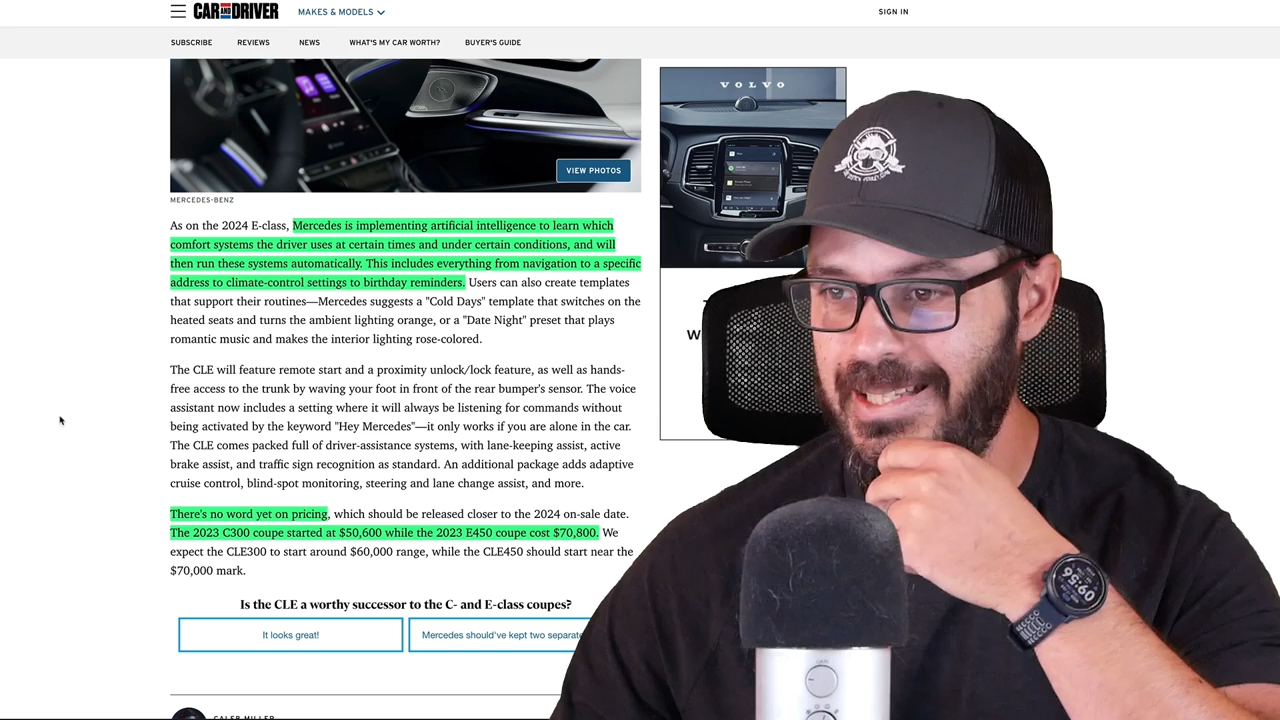 CAR AND DRIVER
MAKES & MODELS
SIGN IN
SUBSCRIBE
REVIEWS
NEWS
WHAT'S MY CAR WORTH?
BUYER'S GUIDE
VOLVO
VIEW PHOTOS
MERCEDES-BENZ
As on the 2024 E-class, Mercedes is implementing artificial intelligence to learn which
comfort systems the driver uses at certain times and under certain conditions, and will
then run these systems automatically. This includes everything from navigation to a specific
address to climate-control settings to birthday reminders. Users can also create templates
that support their routines—Mercedes suggests a "Cold Days" template that switches on the
heated seats and turns the ambient lighting orange, or a "Date Night" preset that plays
romantic music and makes the interior lighting rose-colored.
The CLE will feature remote start and a proximity unlock/lock feature, as well as hands-
free access to the trunk by waving your foot in front of the rear bumper's sensor. The voice
assistant now includes a setting where it will always be listening for commands without
being activated by the keyword "Hey Mercedes"—it only works if you are alone in the car.
The CLE comes packed full of driver-assistance systems, with lane-keeping assist, active
brake assist, and traffic sign recognition as standard. An additional package adds adaptive
cruise control, blind-spot monitoring, steering and lane change assist, and more.
There's no word yet on pricing, which should be released closer to the 2024 on-sale date.
The 2023 C300 coupe started at $50,600 while the 2023 E450 coupe cost $70,800. We
expect the CLE300 to start around $60,000 range, while the CLE450 should start near the
$70,000 mark.
Is the CLE a worthy successor to the C- and E-class coupes?
It looks great!
Mercedes should've kept two separate
CALEB MILLER
W
09:56
GAIN